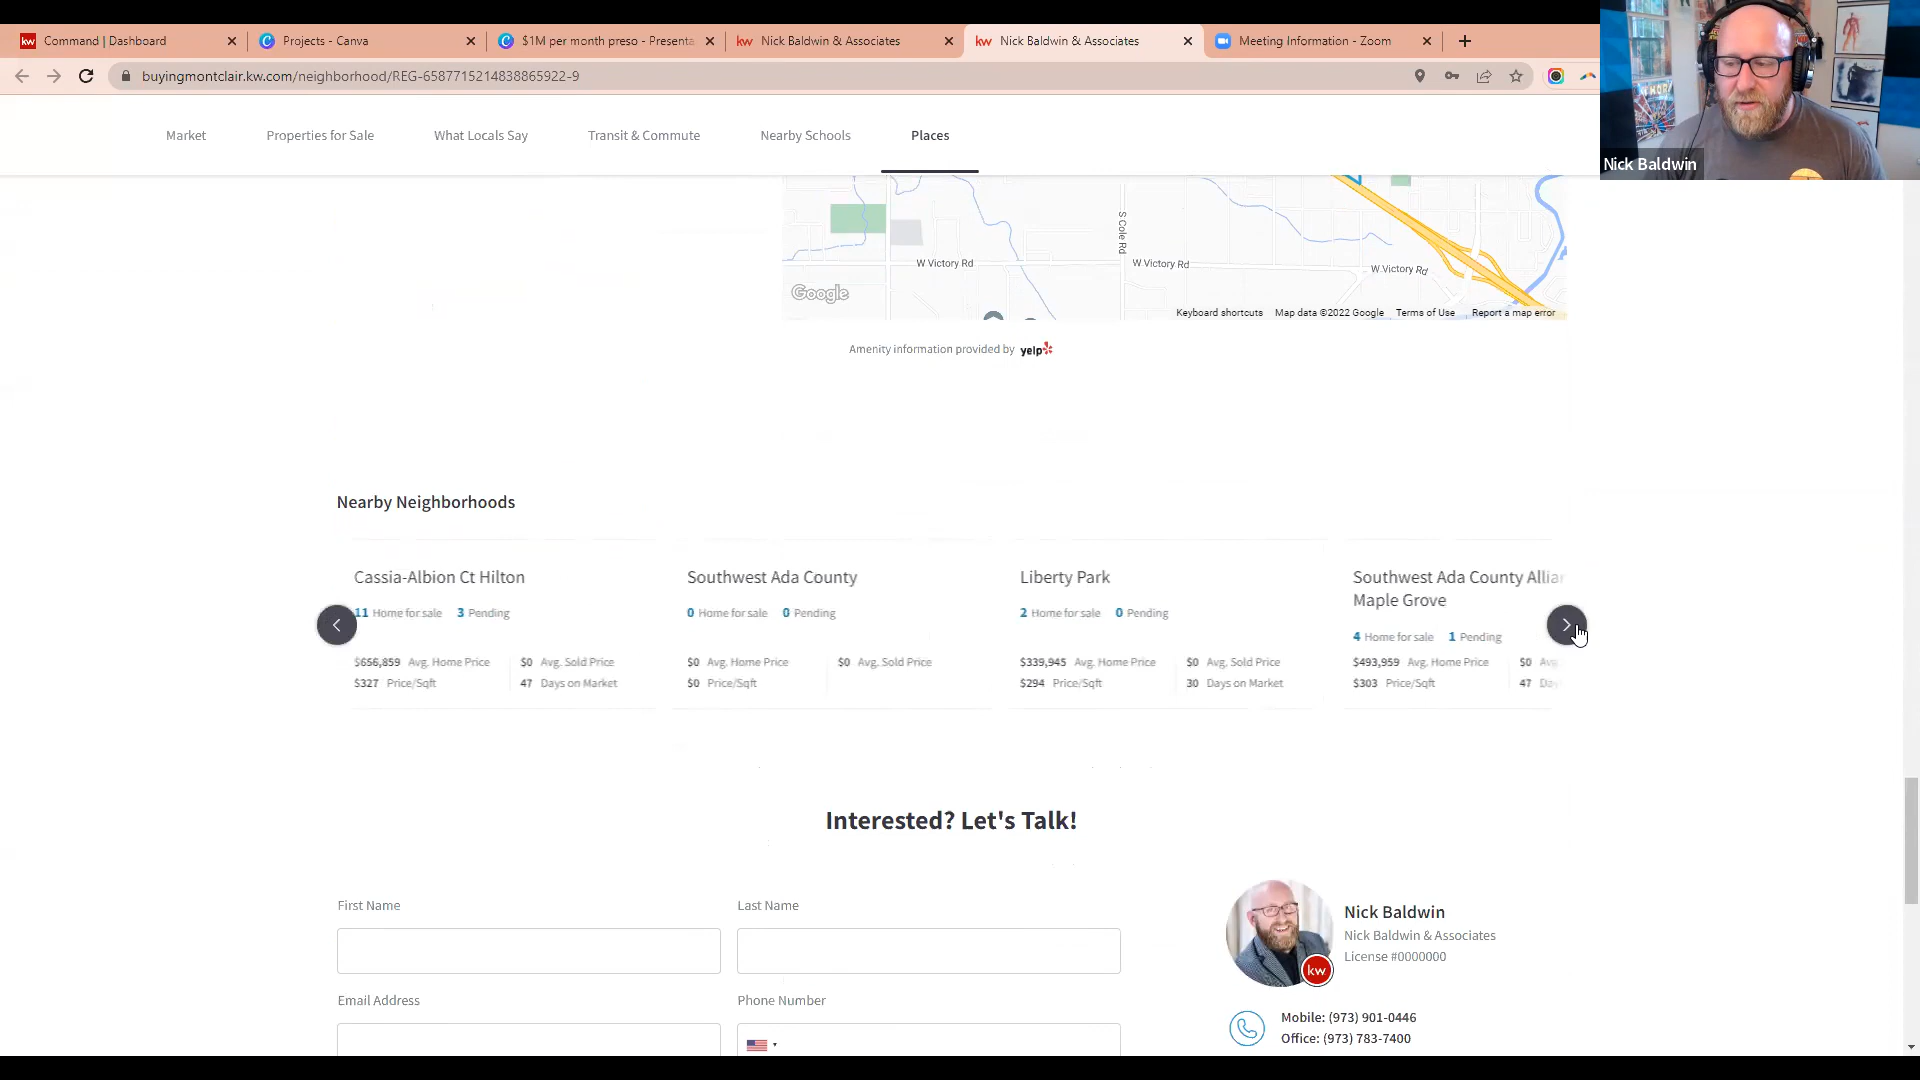 Command | Dashboard
Projects - Canva
$1M per month preso - Presenta
Nick Baldwin & Associates
Nick Baldwin & Associates
Meeting Information - Zoom
buyingmontclair.kw.com/neighborhood/REG-6587715214838865922-9
Nick Baldwin
Market
Properties for Sale
What Locals Say
Transit & Commute
Nearby Schools
Places
S Cole Rd
W Victory Rd
W Victory Rd
W Victory Rd
Google
Keyboard shortcuts
Map data ©2022 Google
Terms of Use
Report a map error
Amenity information provided by yelp
Nearby Neighborhoods
Cassia-Albion Ct Hilton
11 Home for sale 3 Pending
$656,859 Avg. Home Price $0 Avg. Sold Price
$327 Price/Sqft 47 Days on Market
Southwest Ada County
0 Home for sale 0 Pending
$0 Avg. Home Price $0 Avg. Sold Price
$0 Price/Sqft
Liberty Park
2 Home for sale 0 Pending
$339,945 Avg. Home Price $0 Avg. Sold Price
$294 Price/Sqft 30 Days on Market
Southwest Ada County Allia
Maple Grove
4 Home for sale 1 Pending
$493,959 Avg. Home Price $0 Av
$303 Price/Sqft 47 Da
Interested? Let's Talk!
First Name
Last Name
Email Address
Phone Number
Nick Baldwin
Nick Baldwin & Associates
License #0000000
kw
Mobile: (973) 901-0446
Office: (973) 783-7400